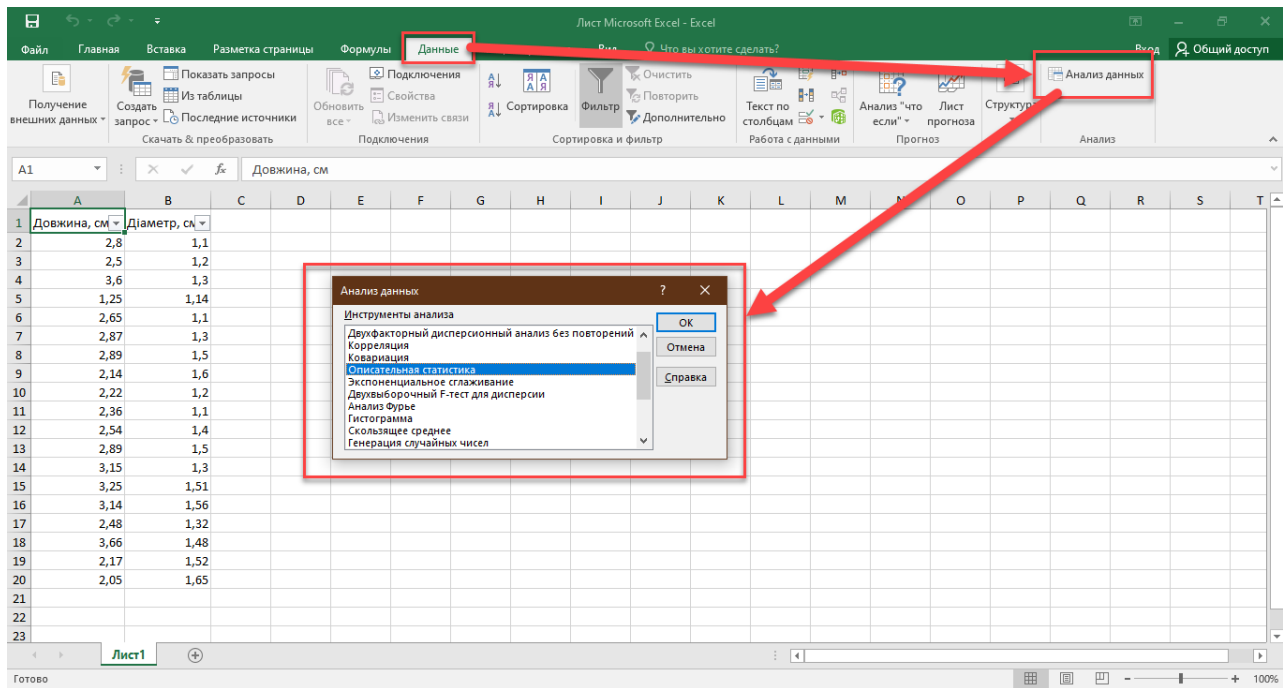 Лист Microsoft Excel - Excel
Файл Главная Вставка Разметка страницы Формулы Данные Вид Что вы хотите сделать? Вход Общий доступ
Получение внешних данных
Создать запрос
Показать запросы
Из таблицы
Последние источники
Скачать & преобразовать
Обновить все
Подключения
Свойства
Изменить связи
Подключения
Сортировка
Фильтр
Очистить
Повторить
Дополнительно
Сортировка и фильтр
Текст по столбцам
Работа с данными
Анализ "что если"
Лист прогноза
Прогноз
Структура
Анализ данных
Анализ
A1 fx Довжина, см
A B C D E F G H I J K L M N O P Q R S T
1 Довжина, см Діаметр, см
2 2,8 1,1
3 2,5 1,2
4 3,6 1,3
5 1,25 1,14
6 2,65 1,1
7 2,87 1,3
8 2,89 1,5
9 2,14 1,6
10 2,22 1,2
11 2,36 1,1
12 2,54 1,4
13 2,89 1,5
14 3,15 1,3
15 3,25 1,51
16 3,14 1,56
17 2,48 1,32
18 3,66 1,48
19 2,17 1,52
20 2,05 1,65
21
22
23
Анализ данных ?
Инструменты анализа
Двухфакторный дисперсионный анализ без повторений
Корреляция
Ковариация
Описательная статистика
Экспоненциальное сглаживание
Двухвыборочный F-тест для дисперсии
Анализ Фурье
Гистограмма
Скользящее среднее
Генерация случайных чисел
ОК
Отмена
Справка
Лист1
Готово 100%